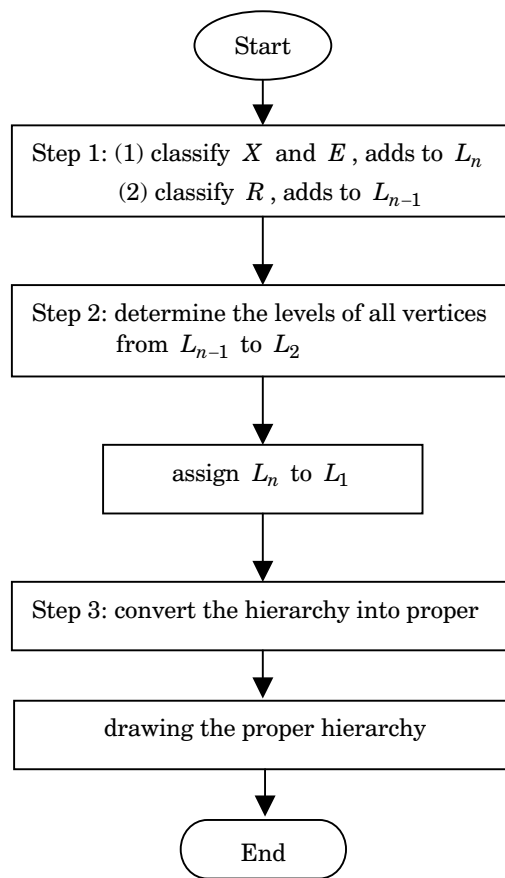 Start
Step 1: (1) classify X and E , adds to Lₙ
(2) classify R , adds to Lₙ₋₁
Step 2: determine the levels of all vertices
from Lₙ₋₁ to L₂
assign Lₙ to L₁
Step 3: convert the hierarchy into proper
drawing the proper hierarchy
End